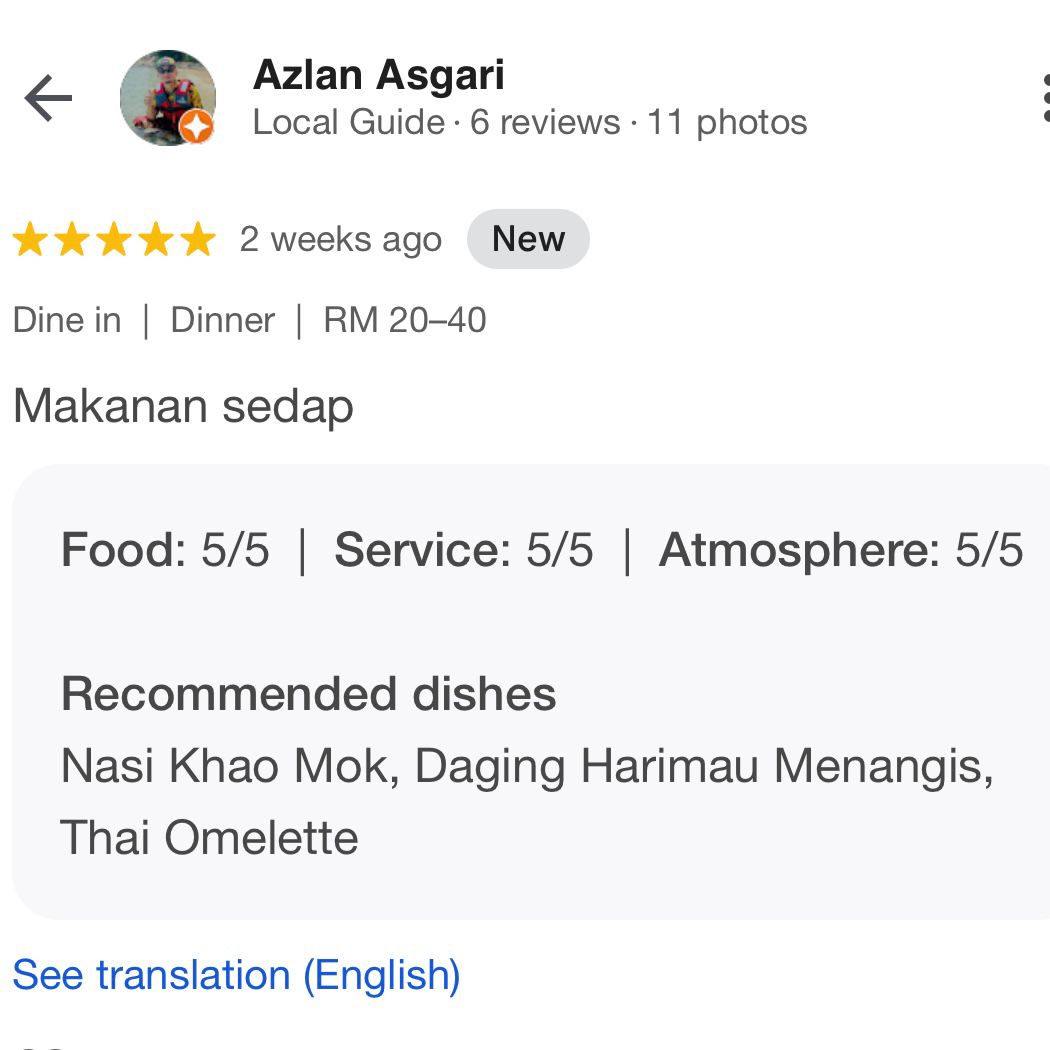 Azlan Asgari
Local Guide · 6 reviews · 11 photos
2 weeks ago New
Dine in | Dinner | RM 20–40
Makanan sedap
Food: 5/5 | Service: 5/5 | Atmosphere: 5/5
Recommended dishes
Nasi Khao Mok, Daging Harimau Menangis,
Thai Omelette
See translation (English)